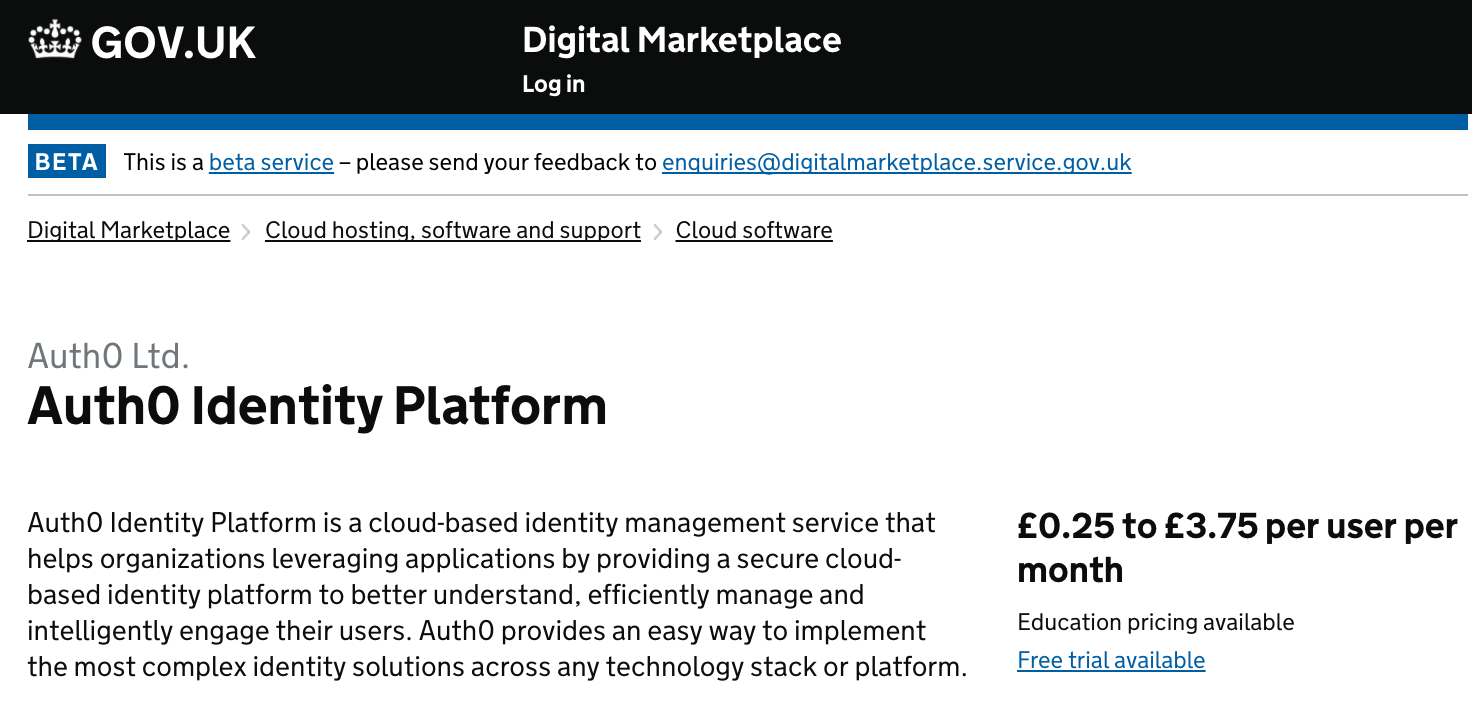 GOV.UK
Digital Marketplace
Log in
BETA This is a beta service – please send your feedback to enquiries@digitalmarketplace.service.gov.uk
Digital Marketplace > Cloud hosting, software and support > Cloud software
Auth0 Ltd.
Auth0 Identity Platform
Auth0 Identity Platform is a cloud-based identity management service that
helps organizations leveraging applications by providing a secure cloud-
based identity platform to better understand, efficiently manage and
intelligently engage their users. Auth0 provides an easy way to implement
the most complex identity solutions across any technology stack or platform.
£0.25 to £3.75 per user per
month
Education pricing available
Free trial available